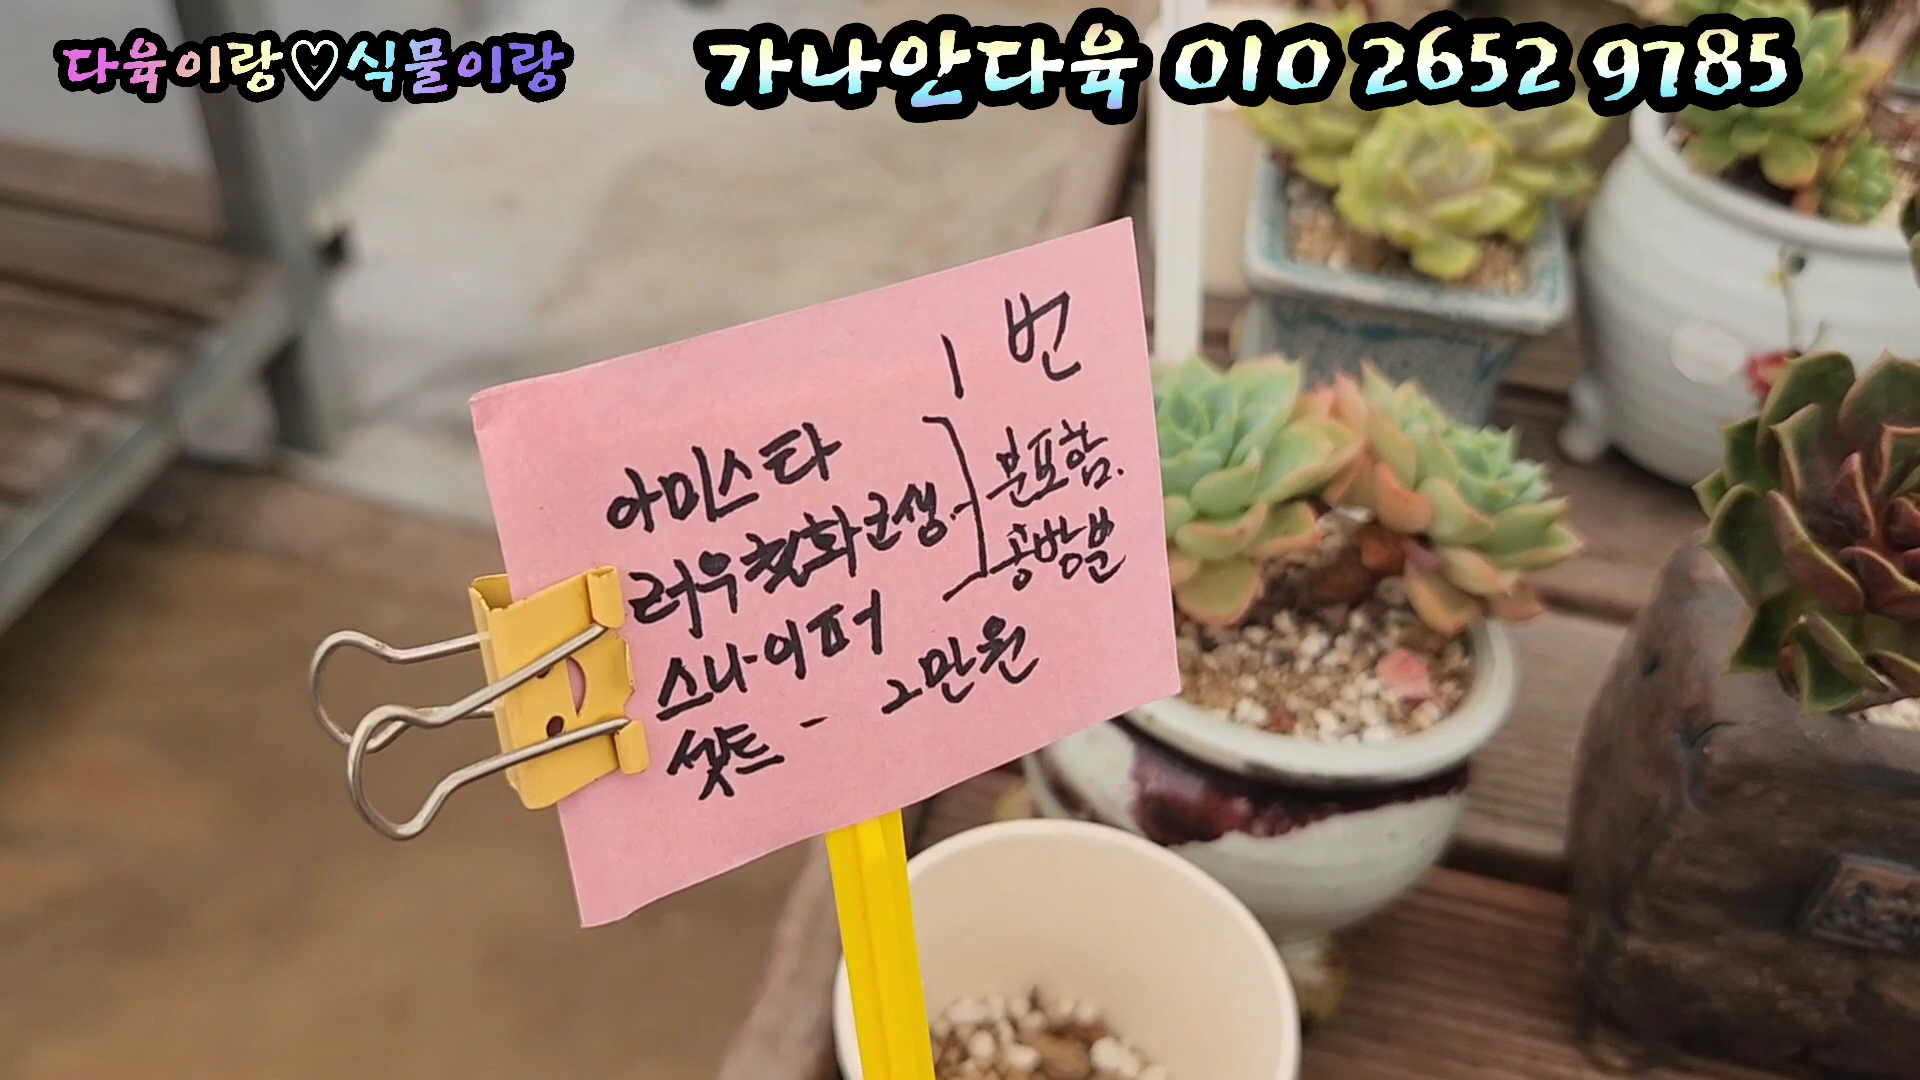 다육이랑♡식물이랑
가나안다육 010 2652 9785
1번
아미스타
러우철화군생
스나이퍼
셋트 - 2만원
분포함.
공방분